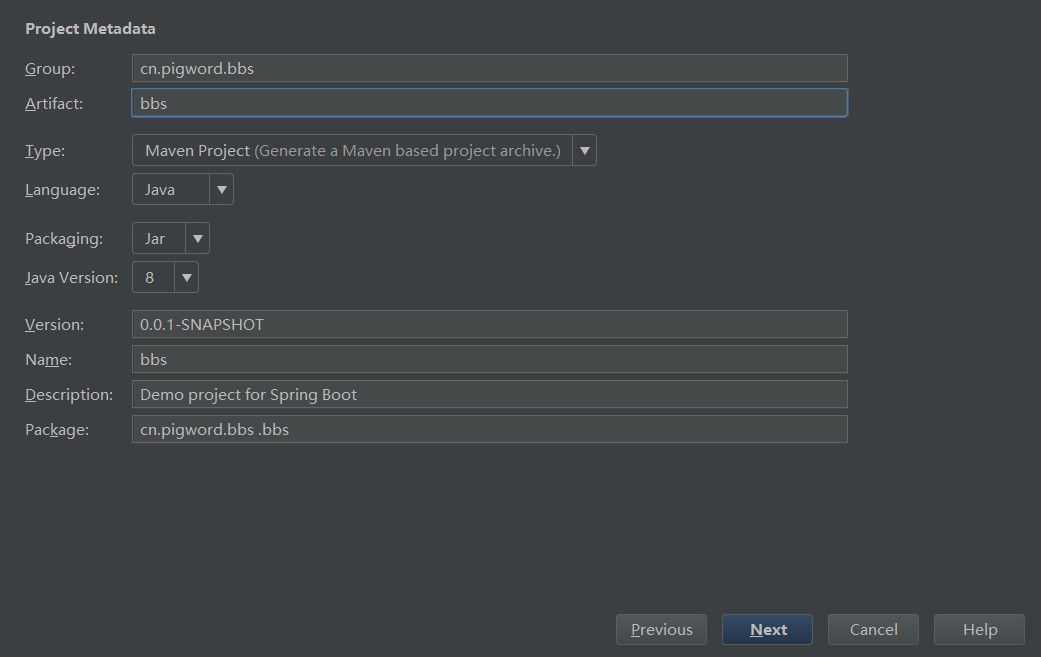 Project Metadata
Group: cn.pigword.bbs
Artifact: bbs
Type: Maven Project (Generate a Maven based project archive.)
Language: Java
Packaging: Jar
Java Version: 8
Version: 0.0.1-SNAPSHOT
Name: bbs
Description: Demo project for Spring Boot
Package: cn.pigword.bbs .bbs
Previous Next Cancel Help